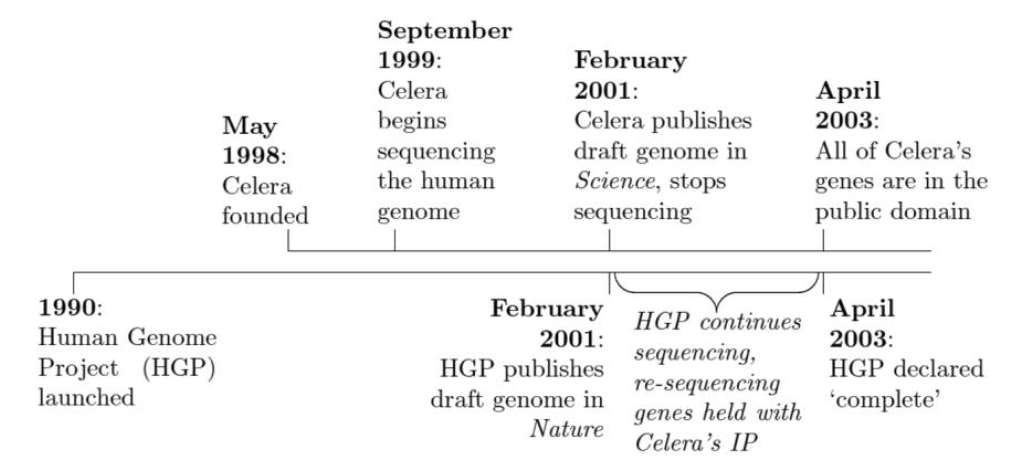 September
1999:
Celera
begins
sequencing
the human
genome
February
2001:
Celera publishes
draft genome in
Science, stops
sequencing
April
2003:
All of Celera's
genes are in the
public domain
May
1998:
Celera
founded
1990:
Human Genome
Project (HGP)
launched
February
2001:
HGP publishes
draft genome in
Nature
HGP continues
sequencing,
re-sequencing
genes held with
Celera's IP
April
2003:
HGP declared
‘complete’